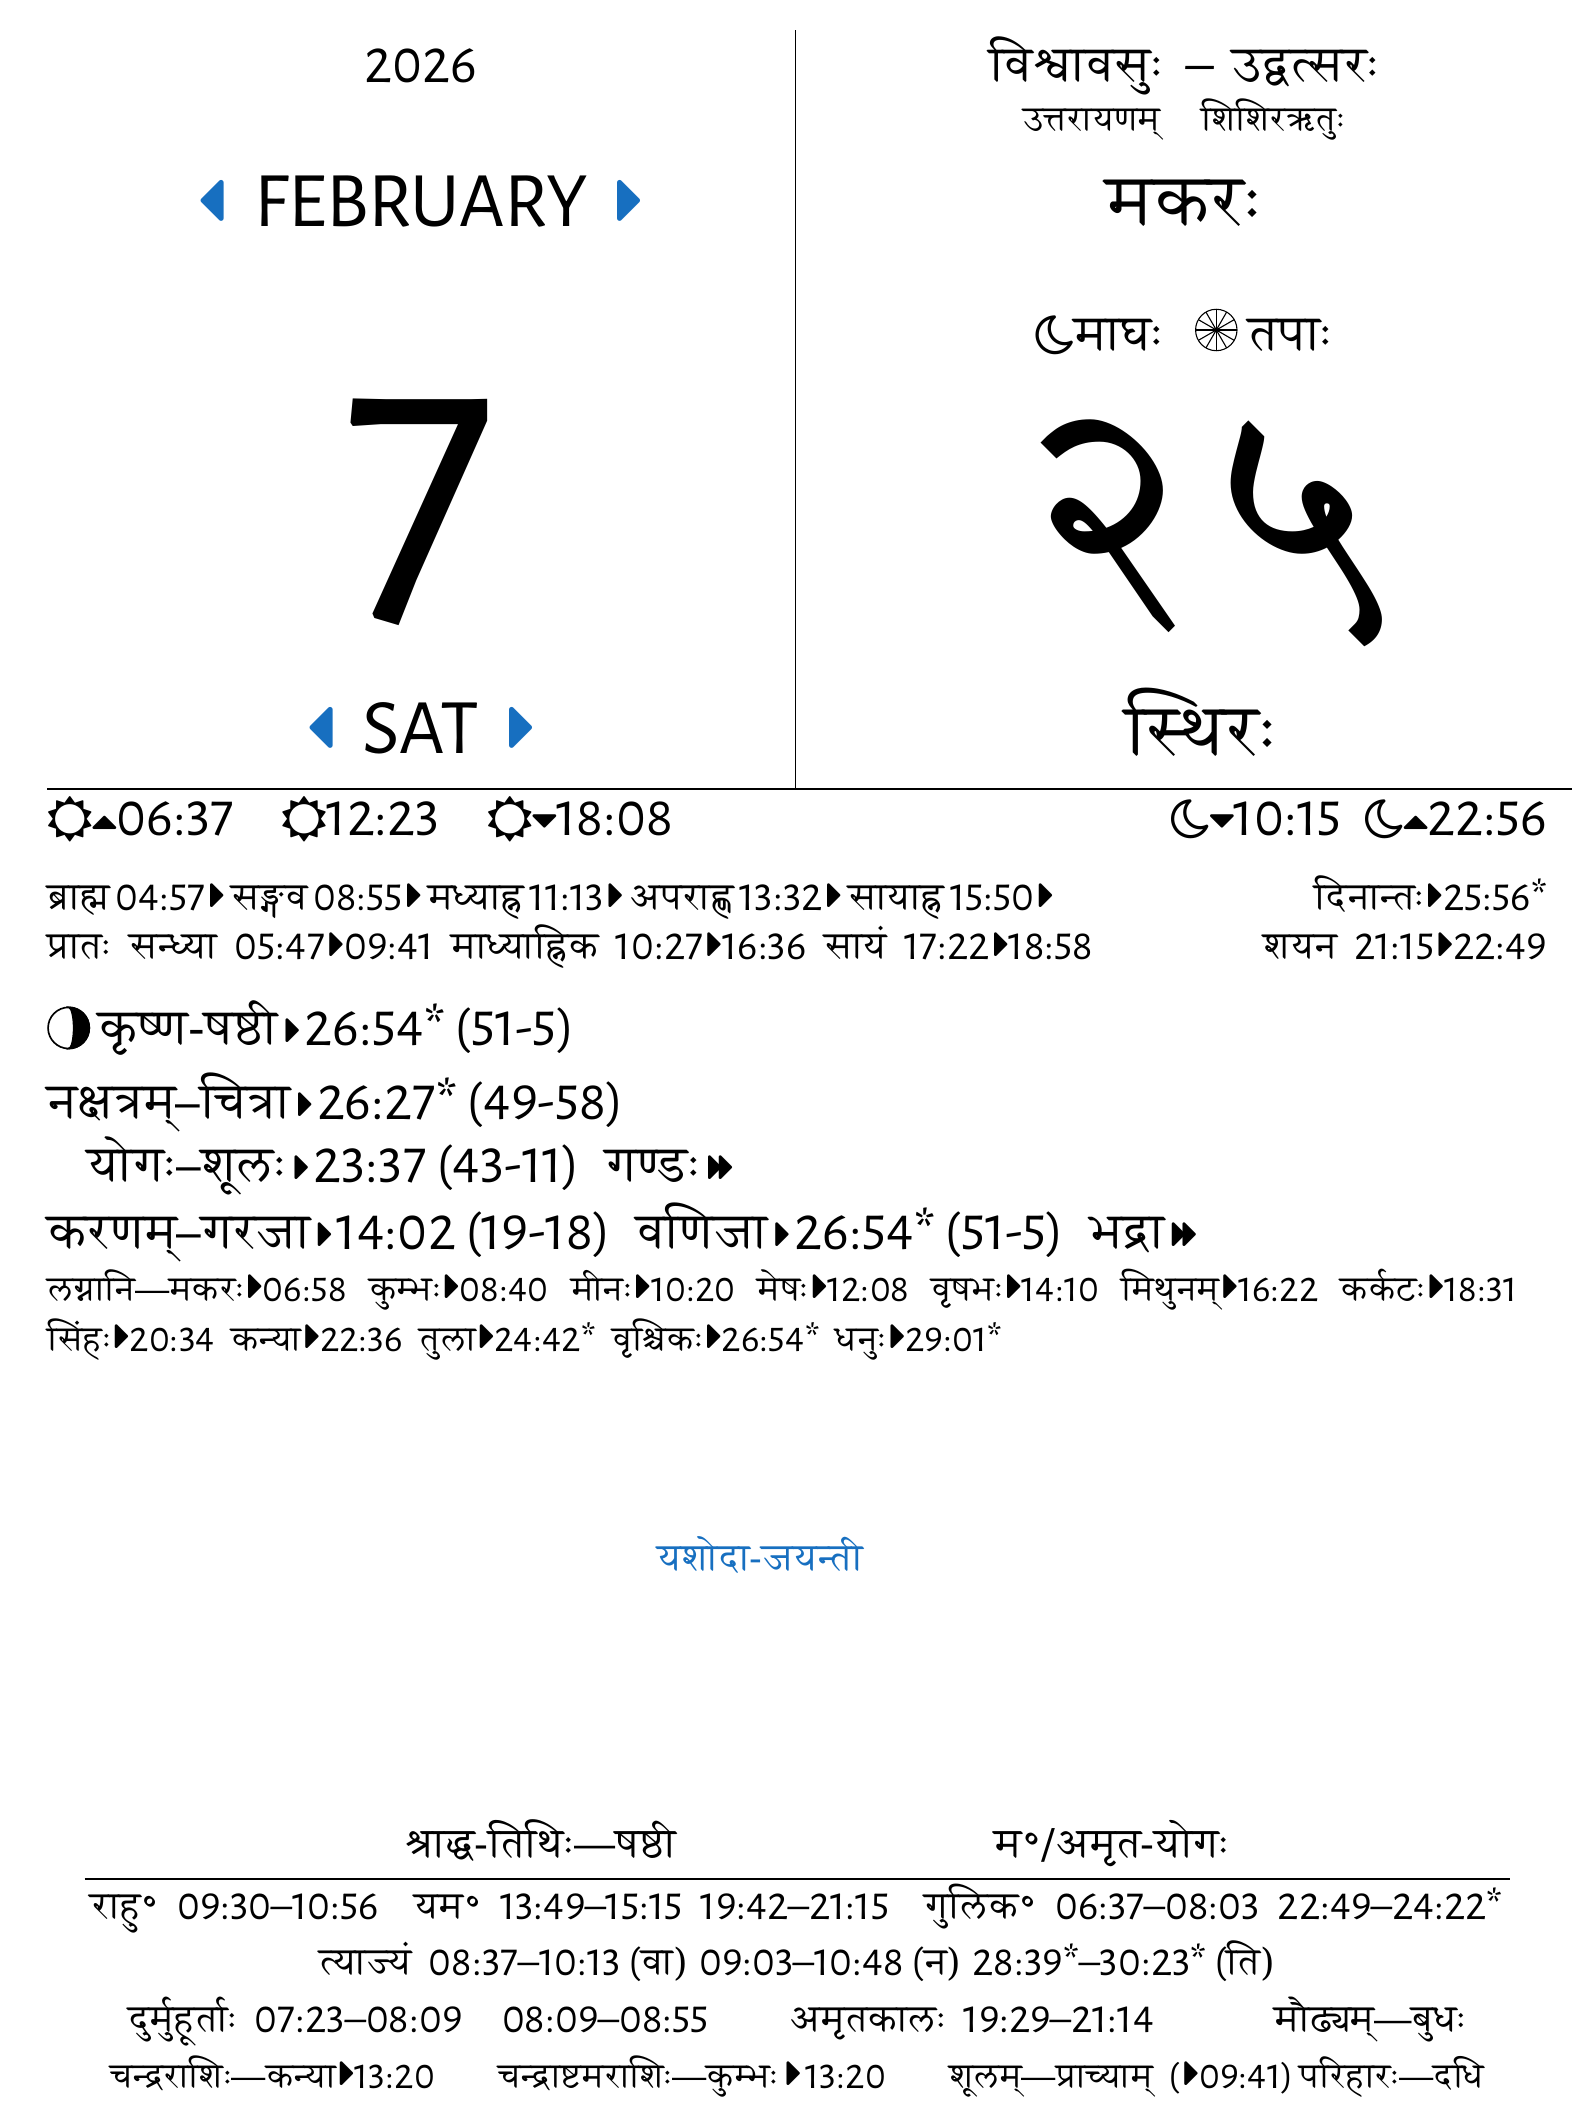 2026
FEBRUARY
7
SAT
विश्वावसुः – उद्वत्सरः
उत्तरायणम् शिशिरऋतुः
मकरः
माघः तपाः
२५
स्थिरः
06:37 12:23 18:08 10:15 22:56
ब्राह्म 04:57 सङ्गव 08:55 मध्याह्न 11:13 अपराह्ण 13:32 सायाह्न 15:50 दिनान्तः 25:56*
प्रातः सन्ध्या 05:47 09:41 माध्याह्निक 10:27 16:36 सायं 17:22 18:58 शयन 21:15 22:49
कृष्ण-षष्ठी 26:54* (51-5)
नक्षत्रम्–चित्रा 26:27* (49-58)
योगः–शूलः 23:37 (43-11) गण्डः
करणम्–गरजा 14:02 (19-18) वणिजा 26:54* (51-5) भद्रा
लग्नानि—मकरः 06:58 कुम्भः 08:40 मीनः 10:20 मेषः 12:08 वृषभः 14:10 मिथुनम् 16:22 कर्कटः 18:31
सिंहः 20:34 कन्या 22:36 तुला 24:42* वृश्चिकः 26:54* धनुः 29:01*
यशोदा-जयन्ती
श्राद्ध-तिथिः—षष्ठी म॰/अमृत-योगः
राहु॰ 09:30–10:56 यम॰ 13:49–15:15 19:42–21:15 गुलिक॰ 06:37–08:03 22:49–24:22*
त्याज्यं 08:37–10:13 (वा) 09:03–10:48 (न) 28:39*–30:23* (ति)
दुर्मुहूर्ताः 07:23–08:09 08:09–08:55 अमृतकालः 19:29–21:14 मौढ्यम्—बुधः
चन्द्रराशिः—कन्या 13:20 चन्द्राष्टमराशिः—कुम्भः 13:20 शूलम्—प्राच्याम् ( 09:41) परिहारः—दधि